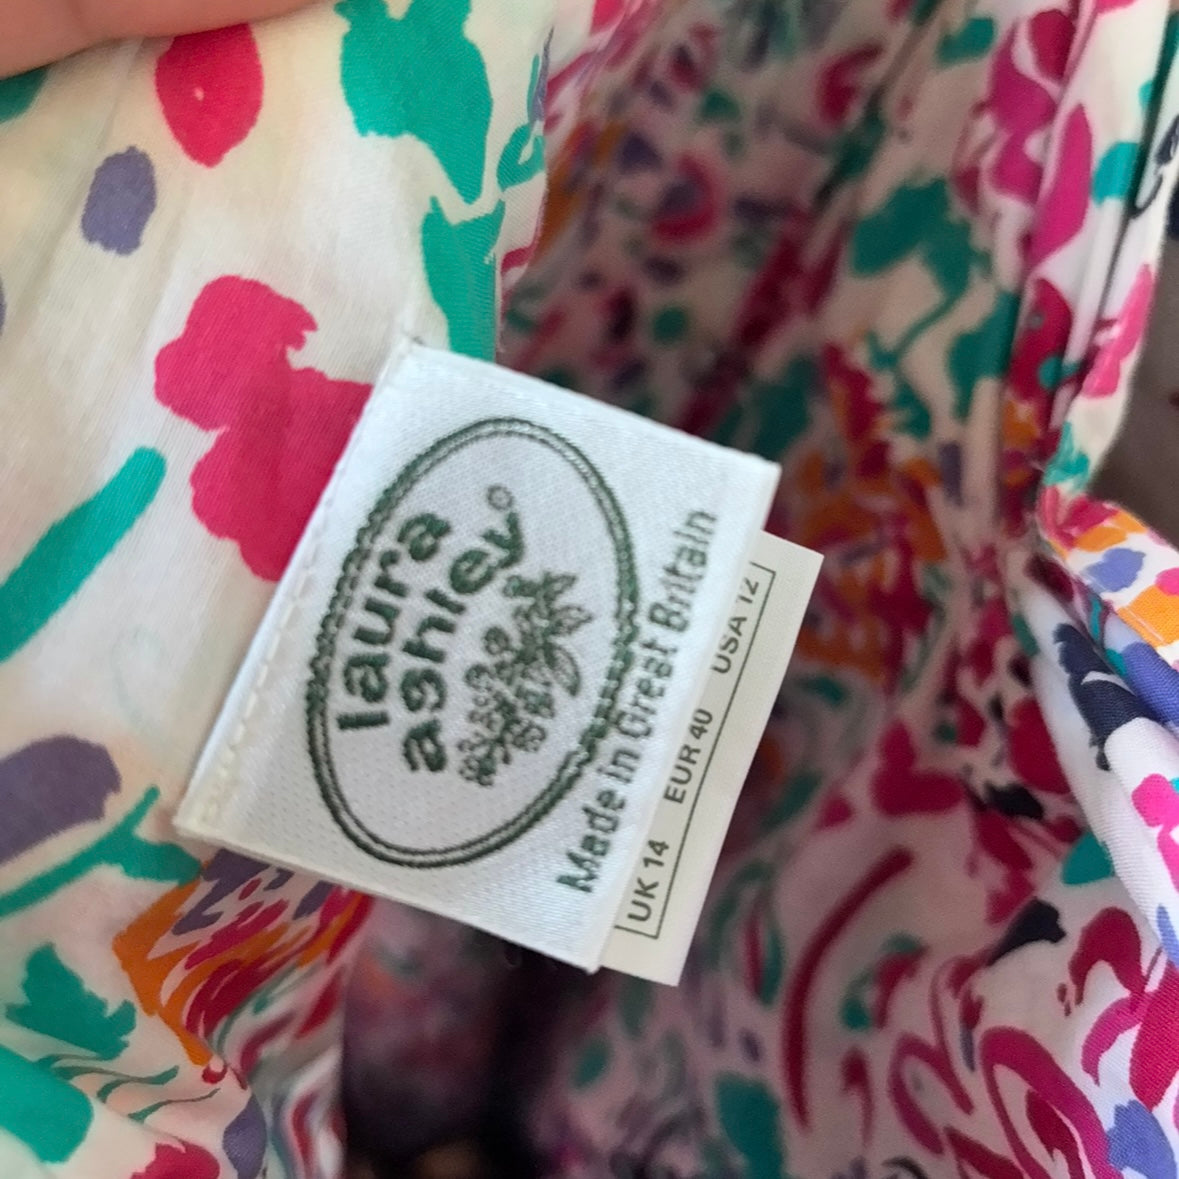 laura
ashley®
Made in Great Britain
UK 14 EUR 40 USA 12